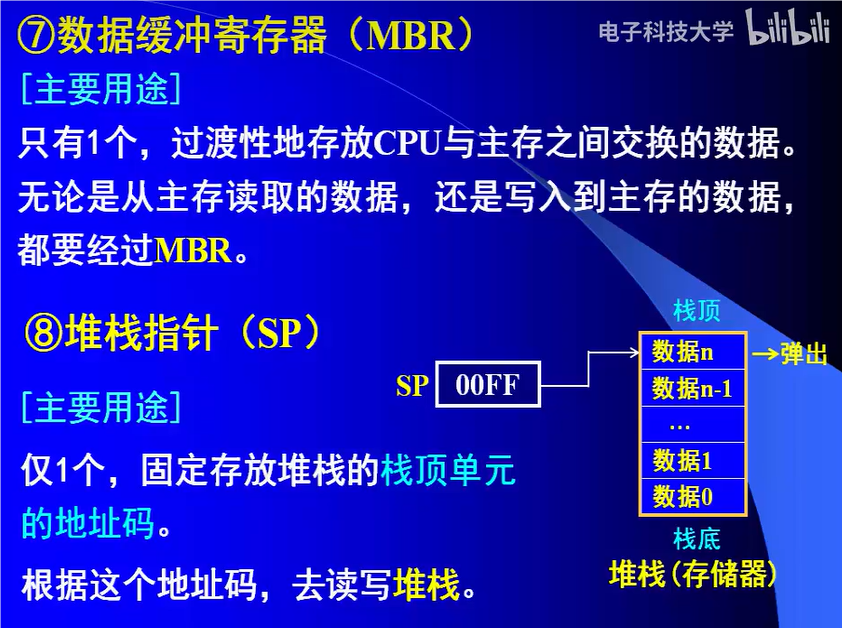 ⑦数据缓冲寄存器（MBR）
电子科技大学 bilibili
[主要用途]
只有1个，过渡性地存放CPU与主存之间交换的数据。
无论是从主存读取的数据，还是写入到主存的数据，
都要经过MBR。
⑧堆栈指针（SP）
[主要用途]
仅1个，固定存放堆栈的栈顶单元
的地址码。
根据这个地址码，去读写堆栈。
SP 00FF
栈顶
数据n →弹出
数据n-1
…
数据1
数据0
栈底
堆栈(存储器)